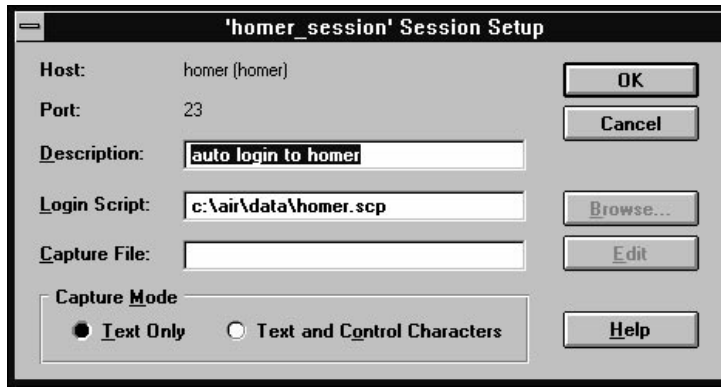 'homer_session' Session Setup
Host: homer (homer)
OK
Port: 23
Cancel
Description: auto login to homer
Login Script: c:\air\data\homer.scp
Browse...
Capture File:
Edit
Capture Mode
Text Only Text and Control Characters
Help